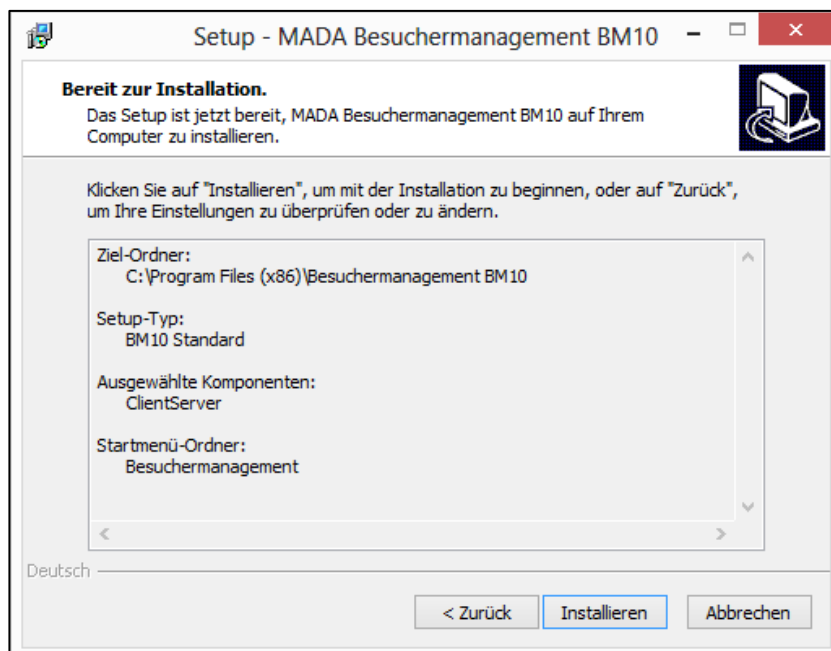 Setup - MADA Besuchermanagement BM10
Bereit zur Installation.
Das Setup ist jetzt bereit, MADA Besuchermanagement BM10 auf Ihrem
Computer zu installieren.
Klicken Sie auf "Installieren", um mit der Installation zu beginnen, oder auf "Zurück",
um Ihre Einstellungen zu überprüfen oder zu ändern.
Ziel-Ordner:
C:\Program Files (x86)\Besuchermanagement BM10
Setup-Typ:
BM10 Standard
Ausgewählte Komponenten:
ClientServer
Startmenü-Ordner:
Besuchermanagement
Deutsch
< Zurück Installieren Abbrechen